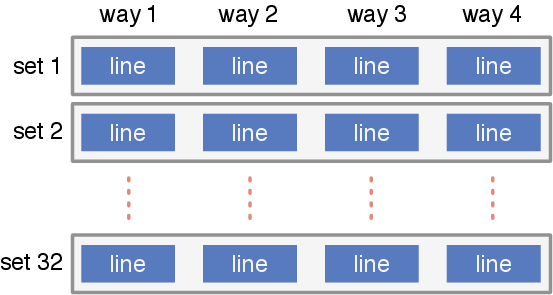 way 1 way 2 way 3 way 4
set 1 line line line line
set 2 line line line line
set 32 line line line line